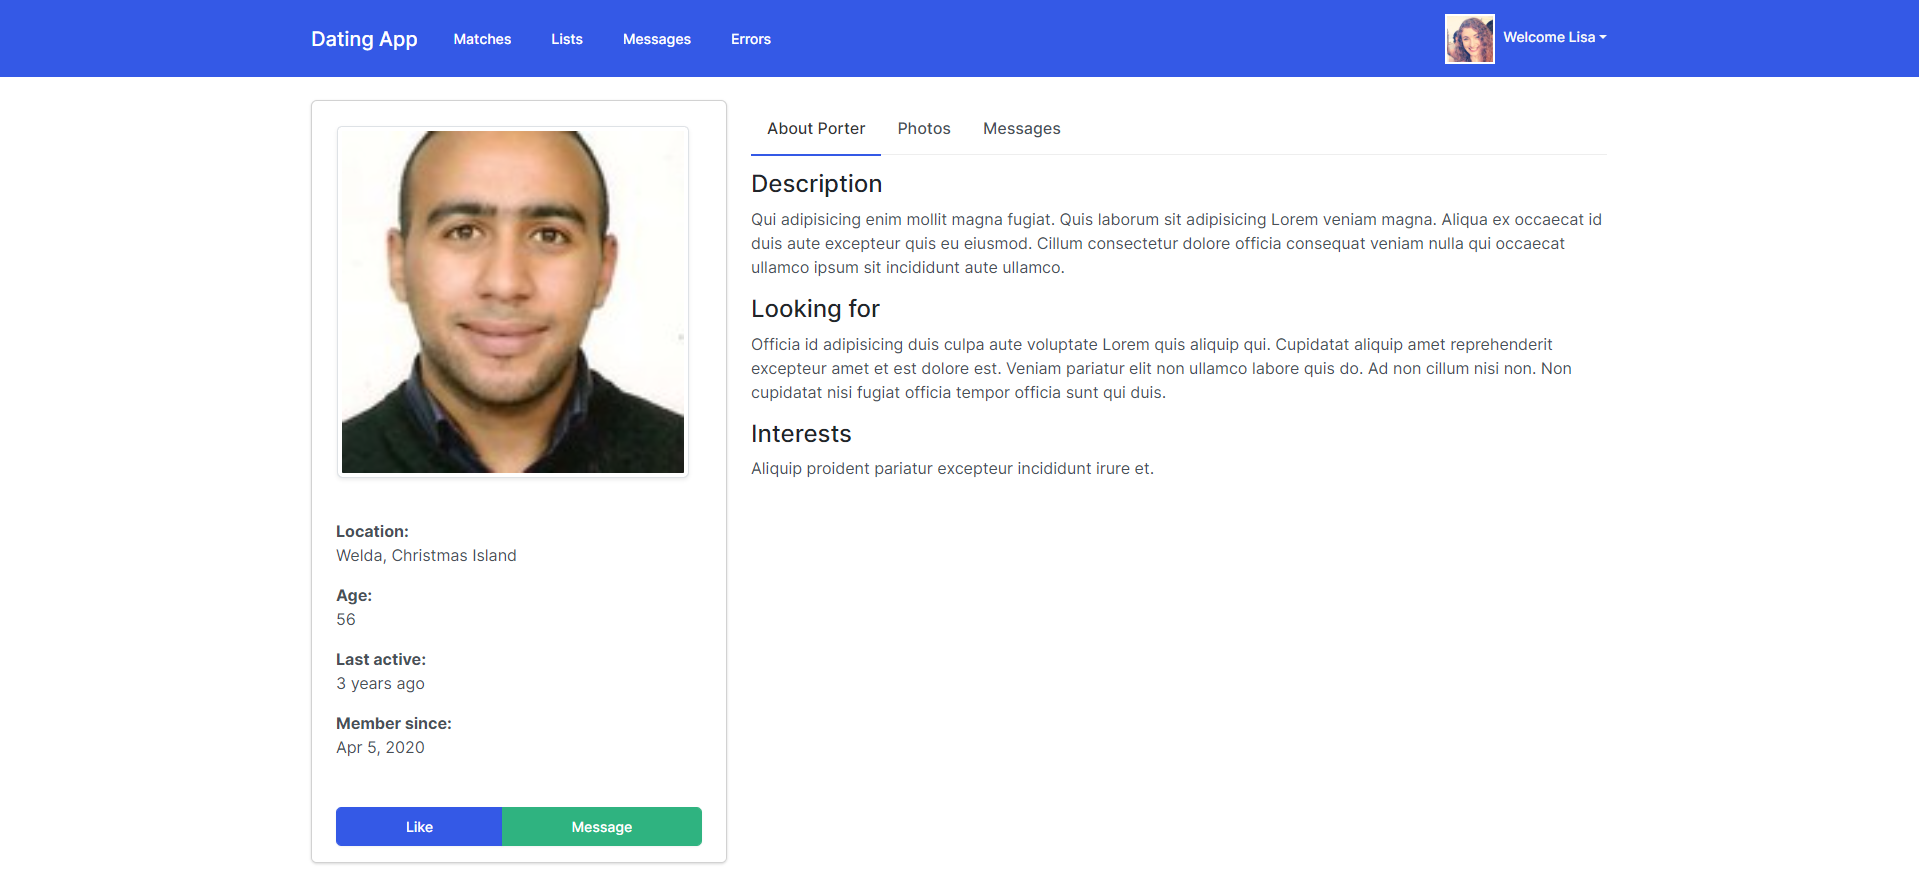 Dating App
Matches
Lists
Messages
Errors
Welcome Lisa
About Porter
Photos
Messages
Description
Qui adipisicing enim mollit magna fugiat. Quis laborum sit adipisicing Lorem veniam magna. Aliqua ex occaecat id
duis aute excepteur quis eu eiusmod. Cillum consectetur dolore officia consequat veniam nulla qui occaecat
ullamco ipsum sit incididunt aute ullamco.
Looking for
Officia id adipisicing duis culpa aute voluptate Lorem quis aliquip qui. Cupidatat aliquip amet reprehenderit
excepteur amet et est dolore est. Veniam pariatur elit non ullamco labore quis do. Ad non cillum nisi non. Non
cupidatat nisi fugiat officia tempor officia sunt qui duis.
Interests
Aliquip proident pariatur excepteur incididunt irure et.
Location:
Welda, Christmas Island
Age:
56
Last active:
3 years ago
Member since:
Apr 5, 2020
Like
Message